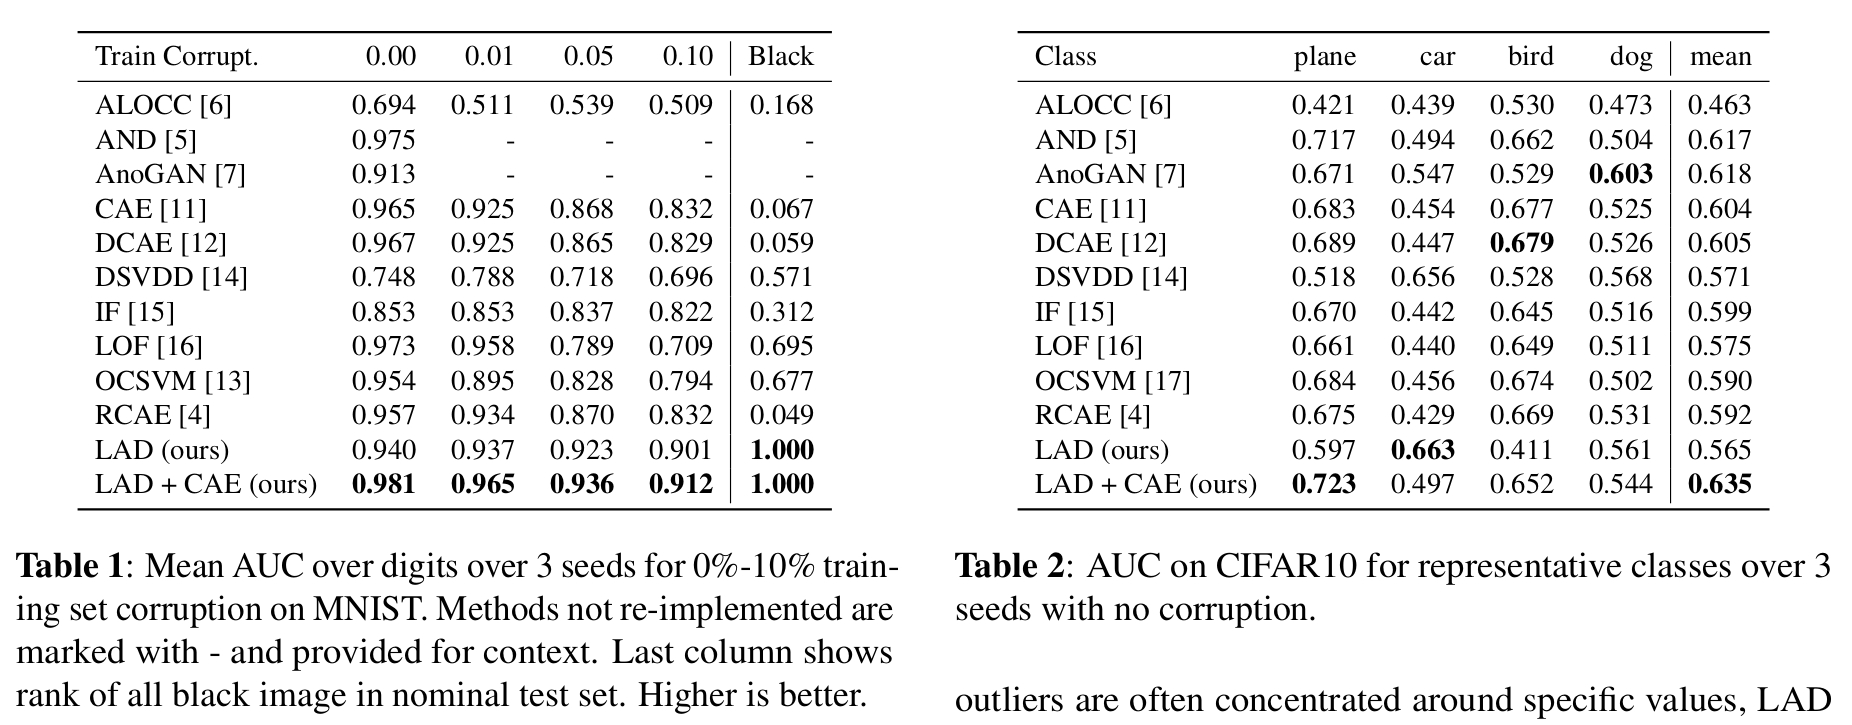 Train Corrupt. 0.00 0.01 0.05 0.10 Black
ALOCC [6] 0.694 0.511 0.539 0.509 0.168
AND [5] 0.975 - - - -
AnoGAN [7] 0.913 - - - -
CAE [11] 0.965 0.925 0.868 0.832 0.067
DCAE [12] 0.967 0.925 0.865 0.829 0.059
DSVDD [14] 0.748 0.788 0.718 0.696 0.571
IF [15] 0.853 0.853 0.837 0.822 0.312
LOF [16] 0.973 0.958 0.789 0.709 0.695
OCSVM [13] 0.954 0.895 0.828 0.794 0.677
RCAE [4] 0.957 0.934 0.870 0.832 0.049
LAD (ours) 0.940 0.937 0.923 0.901 1.000
LAD + CAE (ours) 0.981 0.965 0.936 0.912 1.000
Table 1: Mean AUC over digits over 3 seeds for 0%-10% train-
ing set corruption on MNIST. Methods not re-implemented are
marked with - and provided for context. Last column shows
rank of all black image in nominal test set. Higher is better.
Class plane car bird dog mean
ALOCC [6] 0.421 0.439 0.530 0.473 0.463
AND [5] 0.717 0.494 0.662 0.504 0.617
AnoGAN [7] 0.671 0.547 0.529 0.603 0.618
CAE [11] 0.683 0.454 0.677 0.525 0.604
DCAE [12] 0.689 0.447 0.679 0.526 0.605
DSVDD [14] 0.518 0.656 0.528 0.568 0.571
IF [15] 0.670 0.442 0.645 0.516 0.599
LOF [16] 0.661 0.440 0.649 0.511 0.575
OCSVM [17] 0.684 0.456 0.674 0.502 0.590
RCAE [4] 0.675 0.429 0.669 0.531 0.592
LAD (ours) 0.597 0.663 0.411 0.561 0.565
LAD + CAE (ours) 0.723 0.497 0.652 0.544 0.635
Table 2: AUC on CIFAR10 for representative classes over 3
seeds with no corruption.
outliers are often concentrated around specific values, LAD